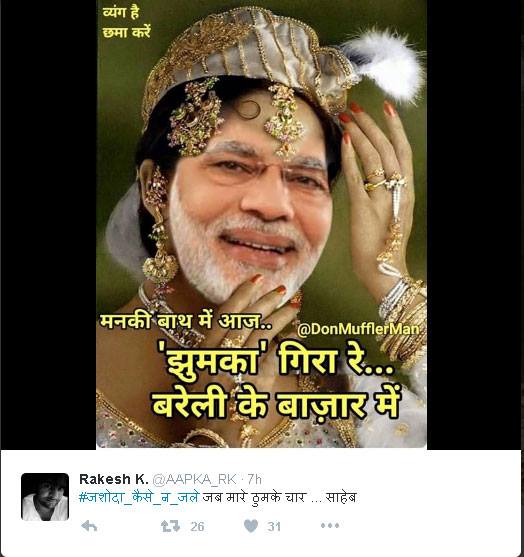 व्यंग है
छमा करें
मनकी बाथ में आज..
@DonMufflerMan
'झुमका' गिरा रे...
बरेली के बाज़ार में
Rakesh K. @AAPKA_RK · 7h
#जशोदा_कैसे_न_जले जब मारे ठुमके चार ... साहेब
26
31